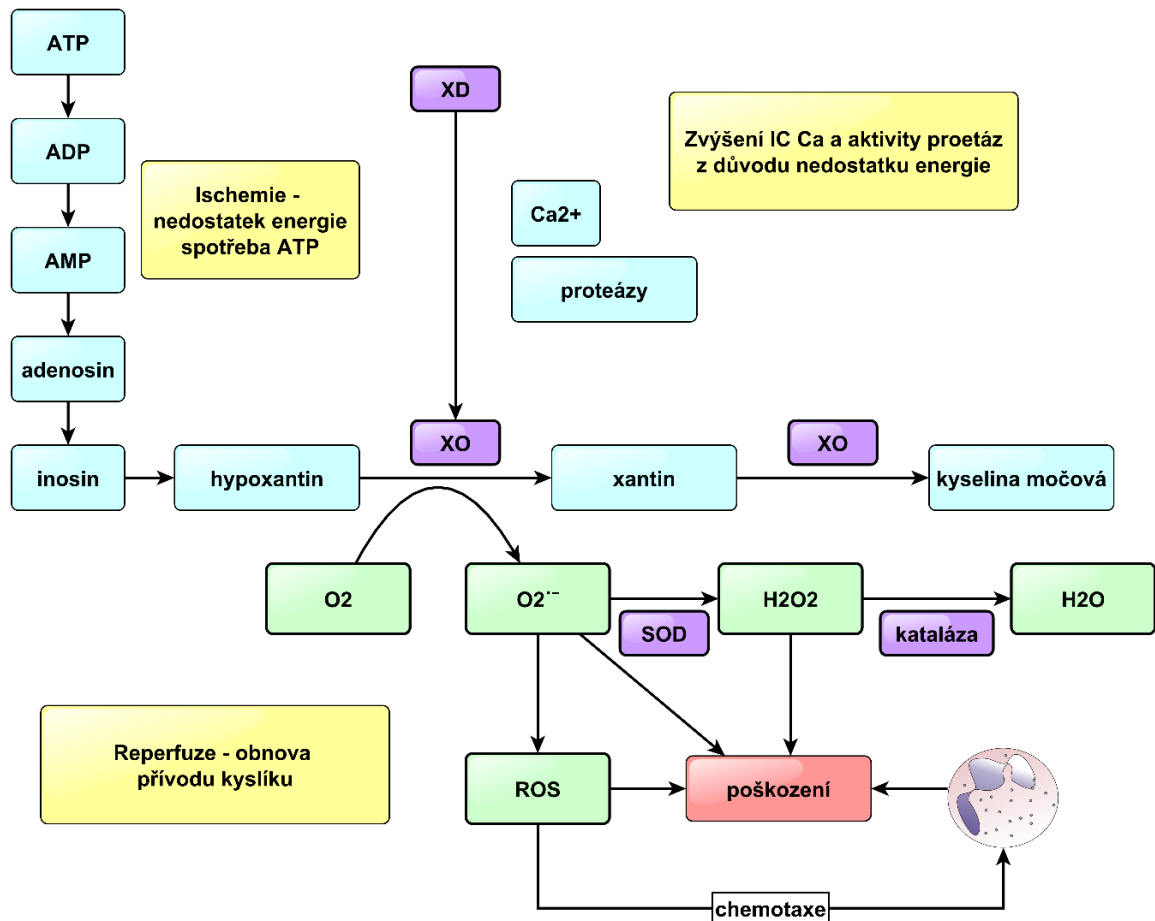 ATP
XD
ADP
Zvýšení IC Ca a aktivity proetáz
z důvodu nedostatku energie
Ischemie -
nedostatek energie
spotřeba ATP
Ca2+
AMP
proteázy
adenosin
XO
XO
inosin
hypoxantin
xantin
kyselina močová
O2
O2˙⁻
H2O2
H2O
SOD
kataláza
Reperfuze - obnova
přívodu kyslíku
ROS
poškození
chemotaxe